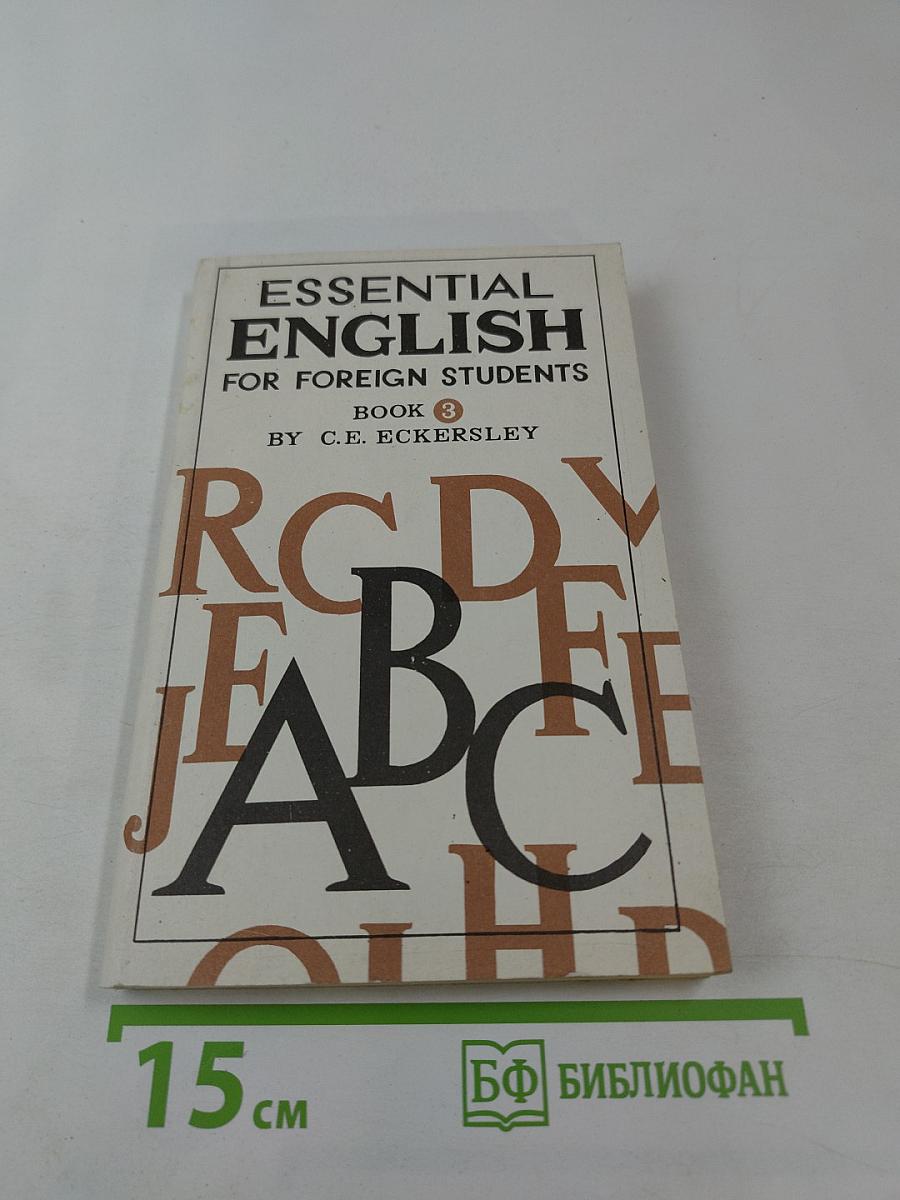 ESSENTIAL
ENGLISH
FOR FOREIGN STUDENTS
BOOK 3
BY C.E. ECKERSLEY
R C D V
J E A B C F E
H
15 см
БФ БИБЛИОФАН